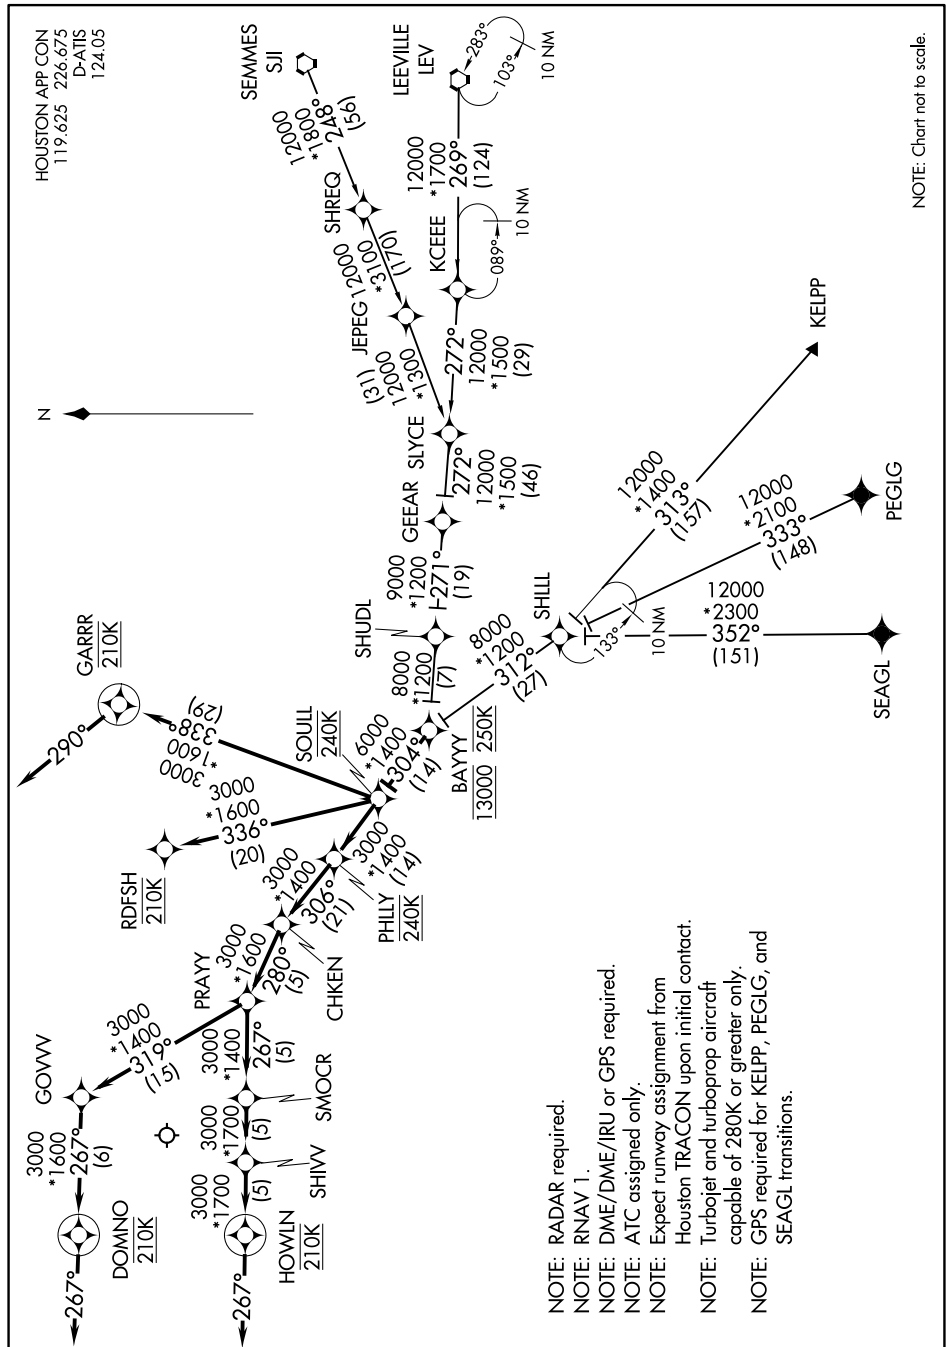 HOUSTON APP CON
119.625 226.675
D-ATIS
124.05
N
SEMMES
SJI
12000
*1800
248°
(56)
SHREQ
12000
*3100
(170)
JEPEG
12000
*1300
(31)
LEEVILLE
LEV
283°
103°
10 NM
12000
*1700
269°
(124)
KCEEE
089°
10 NM
272°
12000
*1500
(29)
SLYCE
272°
12000
*1500
(46)
GEEAR
9000
*1200
271°
(19)
SHUDL
8000
*1200
(7)
KELPP
12000
*1400
313°
(157)
PEGLG
12000
*2100
333°
(148)
SEAGL
12000
*2300
352°
(151)
SHLLL
133°
10 NM
8000
*1200
312°
(27)
BAYYY
13000 250K
6000
*1400
304°
(14)
SOULL
240K
GARRR
210K
290°
338°
(29)
3000
*1600
RDFSH
210K
3000
*1600
336°
(20)
3000
*1400
(14)
PHLLY
240K
3000
*1400
306°
(21)
CHKEN
3000
*1600
280°
(5)
PRAYY
3000
*1400
319°
(15)
GOVVV
3000
*1600
267°
(6)
DOMNO
210K
267°
3000
*1400
267°
(5)
SMOCR
3000
*1700
(5)
SHIVV
3000
*1700
(5)
HOWLN
210K
267°
NOTE: RADAR required.
NOTE: RNAV 1.
NOTE: DME/DME/IRU or GPS required.
NOTE: ATC assigned only.
NOTE: Expect runway assignment from
Houston TRACON upon initial contact.
NOTE: Turbojet and turboprop aircraft
capable of 280K or greater only.
NOTE: GPS required for KELPP, PEGLG, and
SEAGL transitions.
NOTE: Chart not to scale.